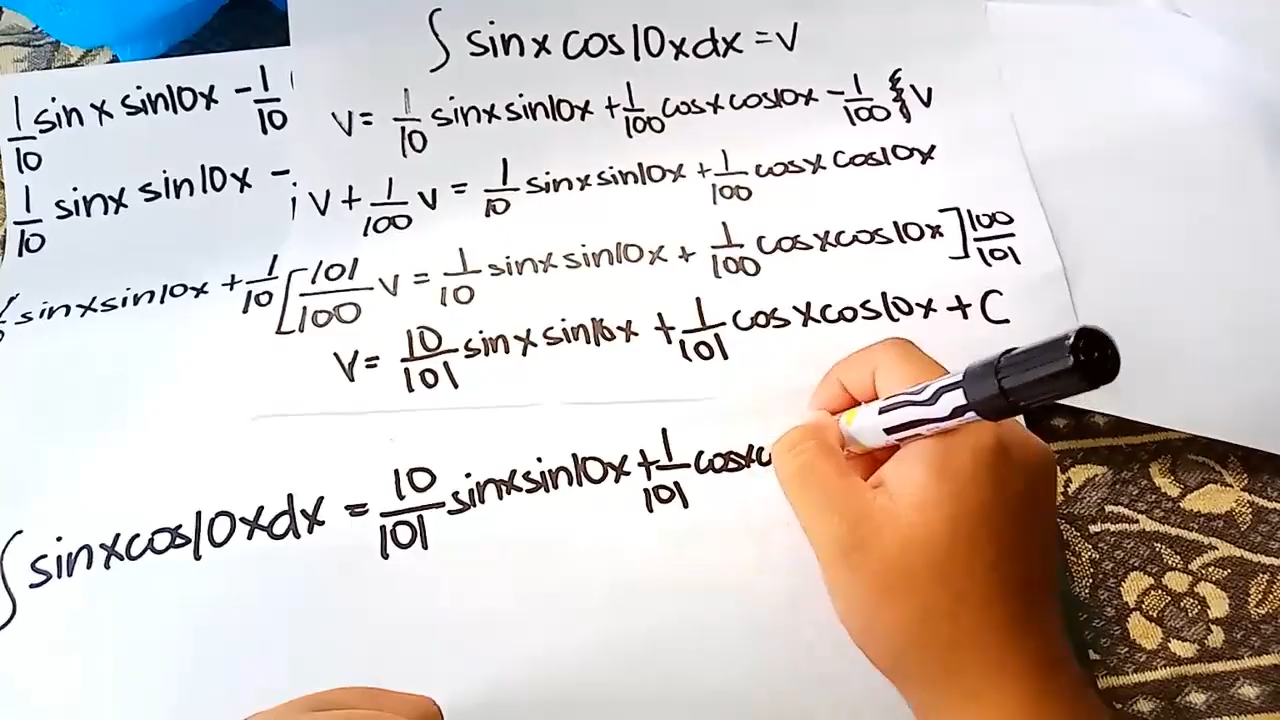 ∫ sinx cos10x dx = V
1/10 sinx sin10x - 1/10
V = 1/10 sinx sin10x + 1/100 cosx cos10x - 1/100 V
1/10 sinx sin10x -
V + 1/100 V = 1/10 sinx sin10x + 1/100 cosx cos10x
sinx sin10x + 1/10
[101/100 V = 1/10 sinx sin10x + 1/100 cosx cos10x] 100/101
V = 10/101 sinx sin10x + 1/101 cosx cos10x + C
∫ sinx cos10x dx = 10/101 sinx sin10x + 1/101 cosx